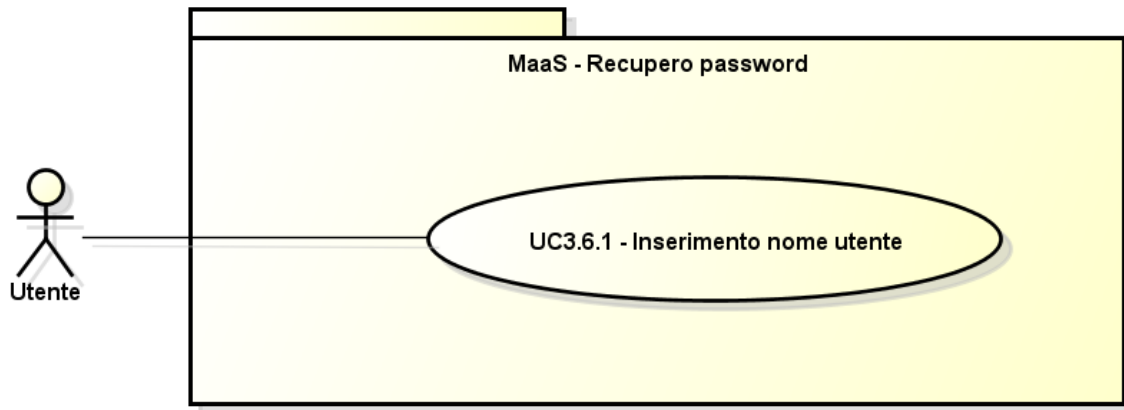 MaaS - Recupero password
UC3.6.1 - Inserimento nome utente
Utente